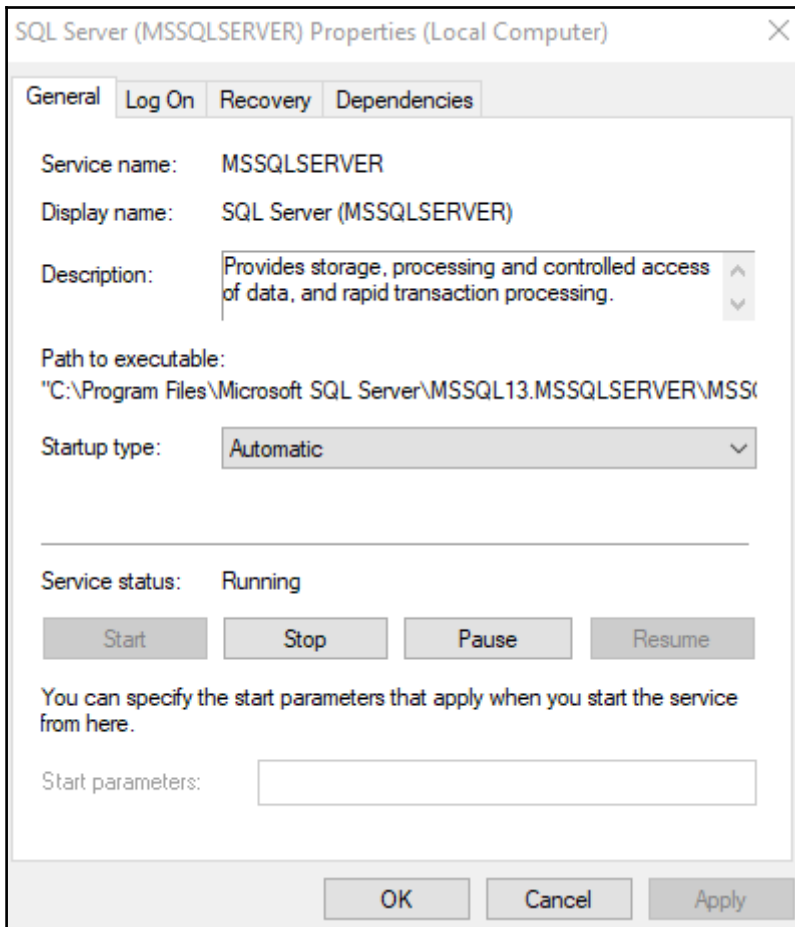 SQL Server (MSSQLSERVER) Properties (Local Computer)
General Log On Recovery Dependencies
Service name: MSSQLSERVER
Display name: SQL Server (MSSQLSERVER)
Description: Provides storage, processing and controlled access
of data, and rapid transaction processing.
Path to executable:
"C:\Program Files\Microsoft SQL Server\MSSQL13.MSSQLSERVER\MSS
Startup type: Automatic
Service status: Running
Start Stop Pause Resume
You can specify the start parameters that apply when you start the service
from here.
Start parameters:
OK Cancel Apply